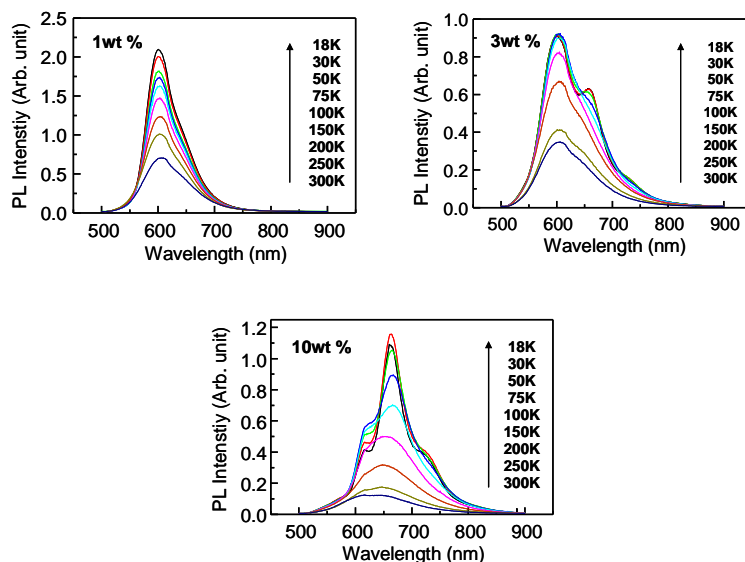 1wt %
18K
30K
50K
75K
100K
150K
200K
250K
300K
PL Intenstiy (Arb. unit)
2.5
2.0
1.5
1.0
0.5
0.0
500 600 700 800 900
Wavelength (nm)
3wt %
18K
30K
50K
75K
100K
150K
200K
250K
300K
PL Intenstiy (Arb. unit)
1.0
0.8
0.6
0.4
0.2
0.0
500 600 700 800 900
Wavelength (nm)
10wt %
18K
30K
50K
75K
100K
150K
200K
250K
300K
PL Intenstiy (Arb. unit)
1.2
1.0
0.8
0.6
0.4
0.2
0.0
500 600 700 800 900
Wavelength (nm)